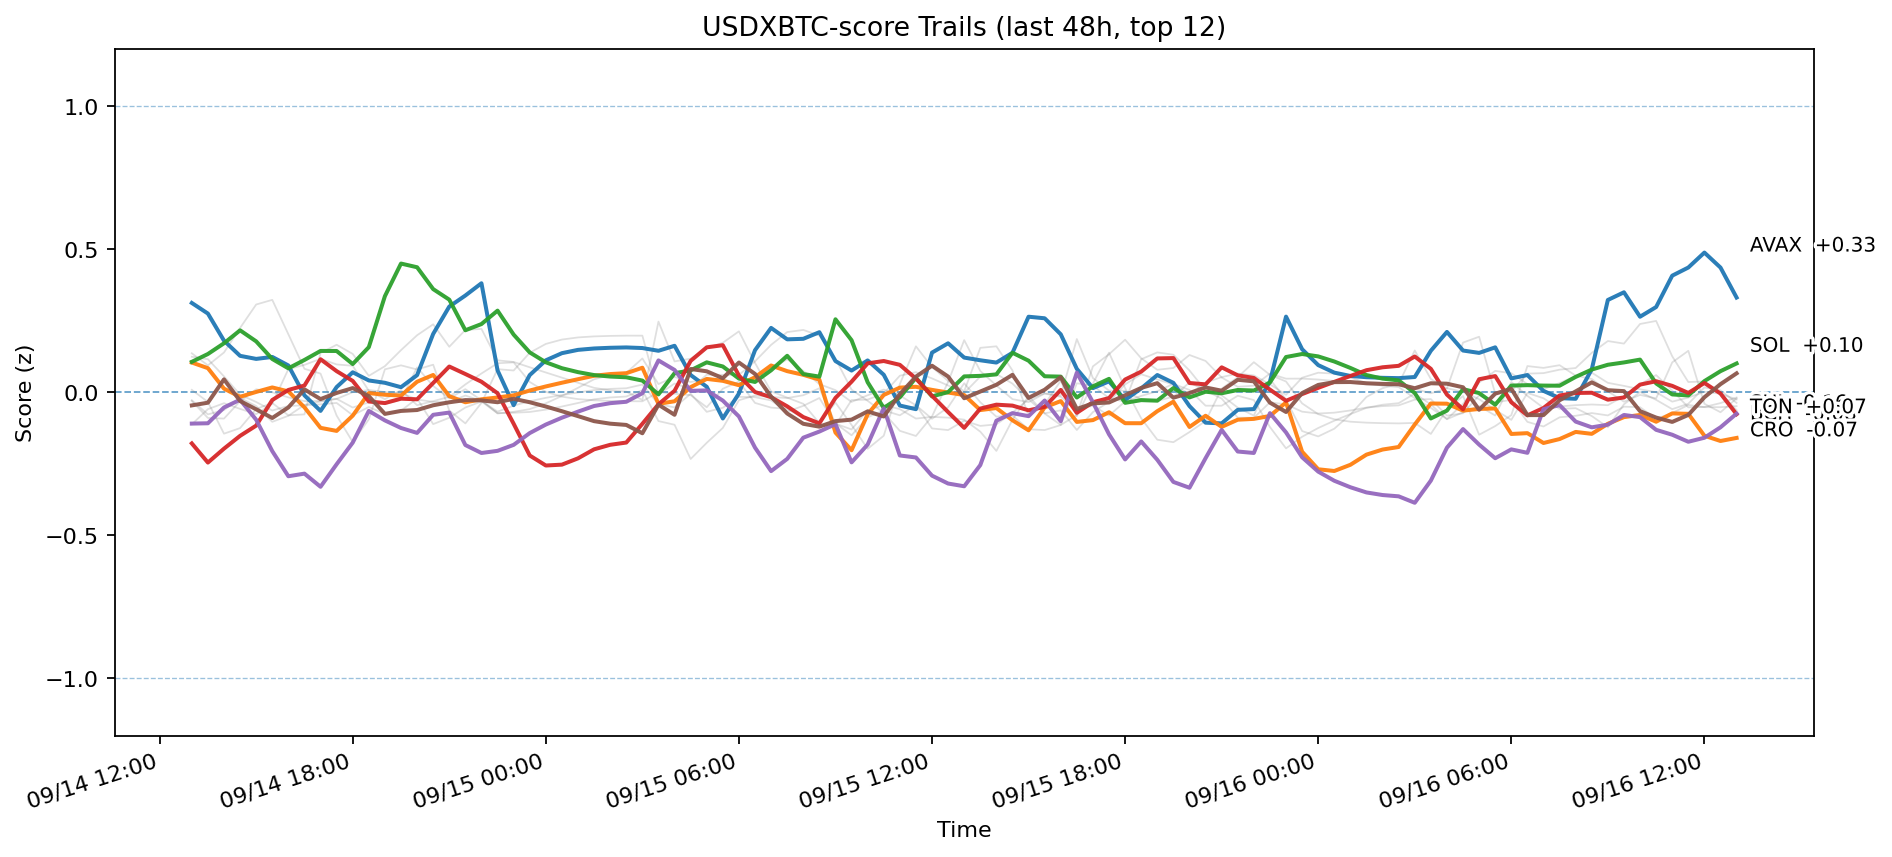 USDXBTC-score Trails (last 48h, top 12)
Score (z)
1.0
0.5
0.0
−0.5
−1.0
AVAX +0.33
SOL +0.10
TON +0.07
CRO -0.07
09/14 12:00
09/14 18:00
09/15 00:00
09/15 06:00
09/15 12:00
09/15 18:00
09/16 00:00
09/16 06:00
09/16 12:00
Time